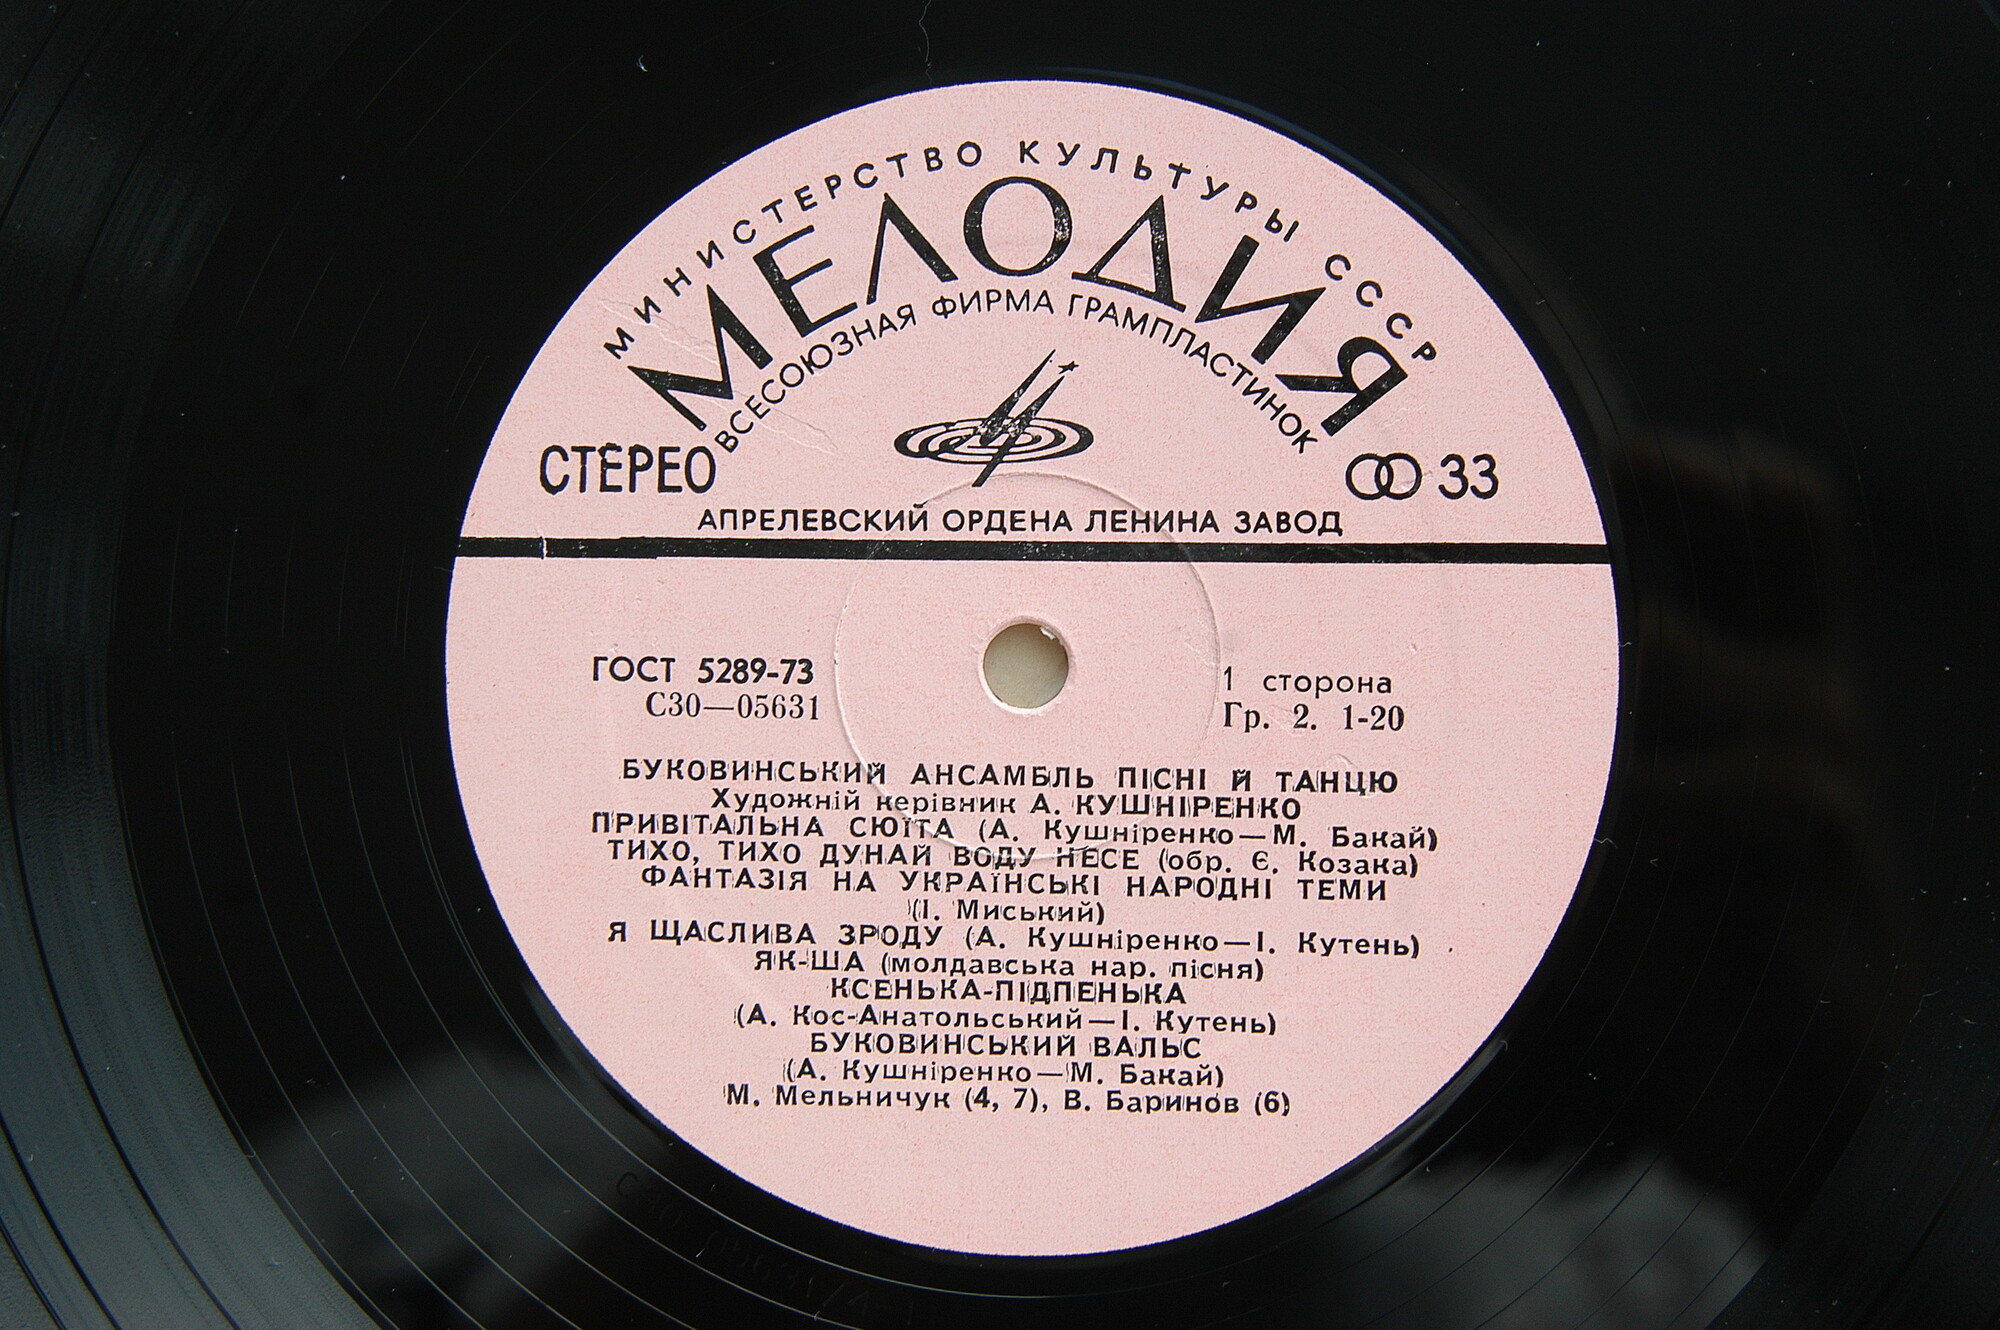 МИНИСТЕРСТВО КУЛЬТУРЫ СССР
МЕЛОДИЯ
ВСЕСОЮЗНАЯ ФИРМА ГРАМПЛАСТИНОК
СТЕРЕО 33
АПРЕЛЕВСКИЙ ОРДЕНА ЛЕНИНА ЗАВОД
ГОСТ 5289-73 1 сторона
С30—05631 Гр. 2. 1-20
БУКОВИНСЬКИЙ АНСАМБЛЬ ПІСНІ Й ТАНЦЮ
Художній керівник А. КУШНІРЕНКО
ПРИВІТАЛЬНА СЮЇТА (А. Кушніренко—М. Бакай)
ТИХО, ТИХО ДУНАЙ ВОДУ НЕСЕ (обр. Є. Козака)
ФАНТАЗІЯ НА УКРАЇНСЬКІ НАРОДНІ ТЕМИ
(І. Миський)
Я ЩАСЛИВА ЗРОДУ (А. Кушніренко—І. Кутень)
ЯК-ША (молдавська нар. пісня)
КСЕНЬКА-ПІДПЕНЬКА
(А. Кос-Анатольський—І. Кутень)
БУКОВИНСЬКИЙ ВАЛЬС
(А. Кушніренко—М. Бакай)
М. Мельничук (4, 7), В. Баринов (6)